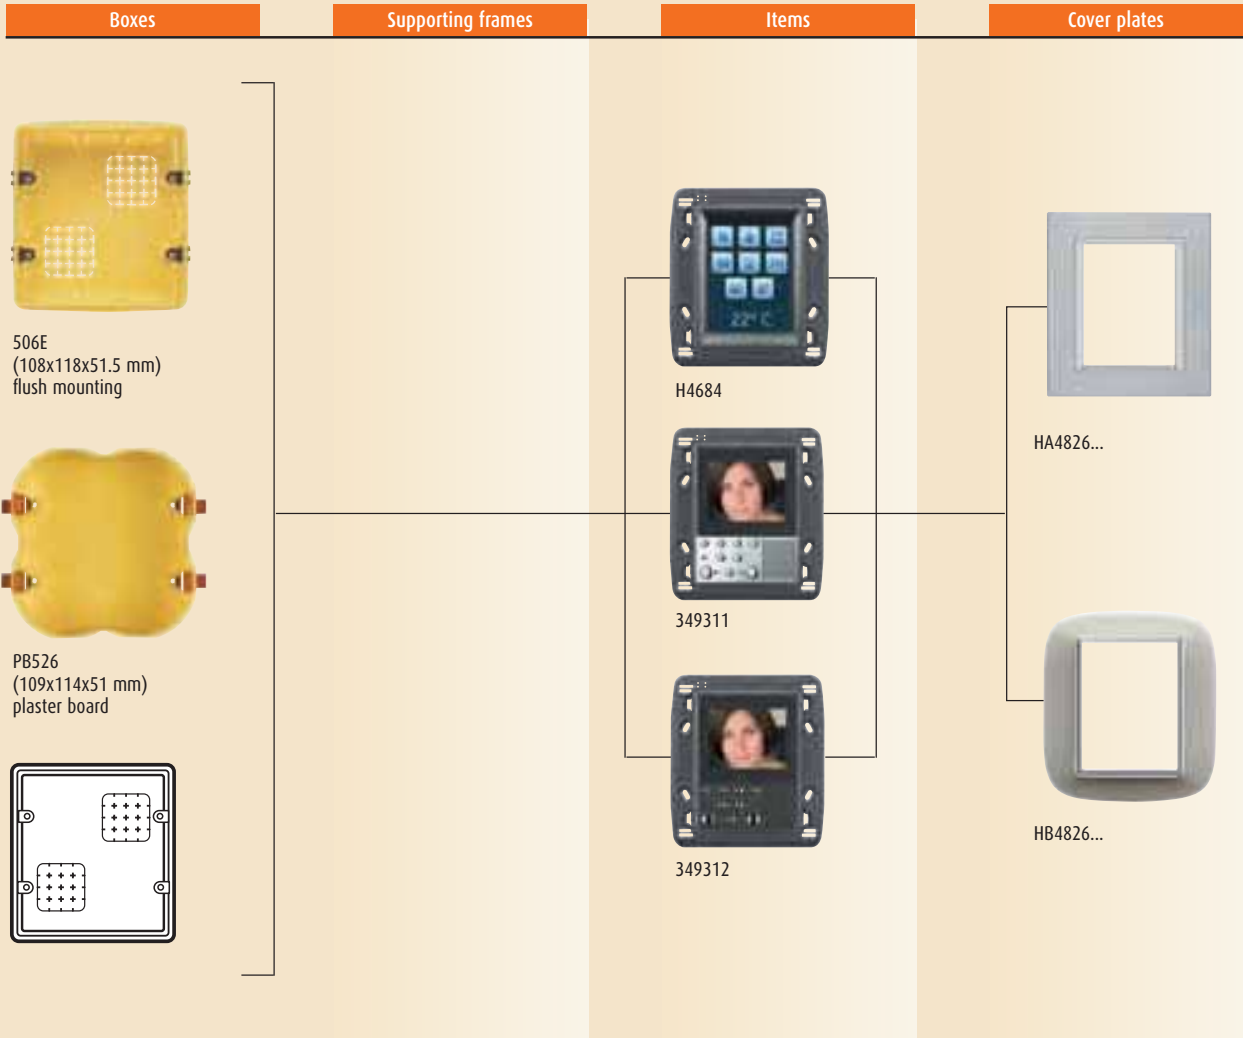 Boxes
Supporting frames
Items
Cover plates
506E
(108x118x51.5 mm)
flush mounting
PB526
(109x114x51 mm)
plaster board
22° C
H4684
349311
349312
HA4826...
HB4826...